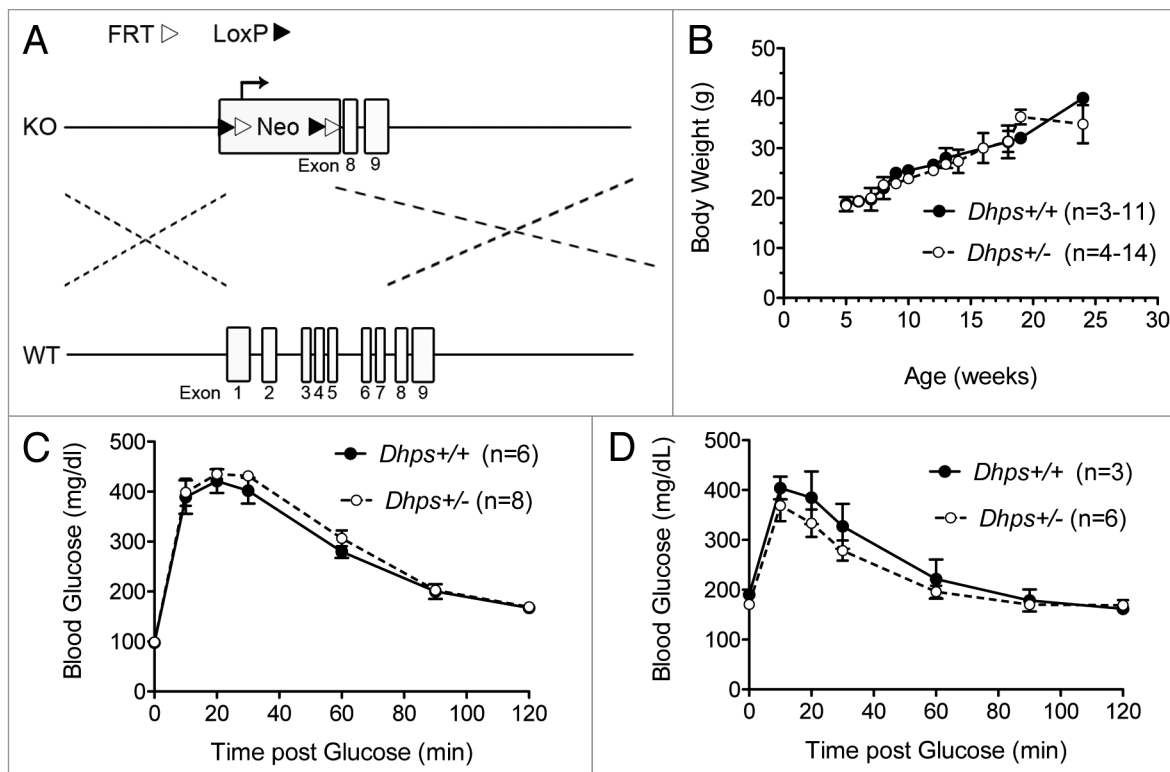 A
FRT ▷ LoxP ▶
KO
Neo
Exon 8 9
WT
Exon 1 2 3 4 5 6 7 8 9
B
50
40
30
20
10
0
Body Weight (g)
Dhps+/+ (n=3-11)
Dhps+/- (n=4-14)
0 5 10 15 20 25 30
Age (weeks)
C
500
400
300
200
100
0
Blood Glucose (mg/dl)
Dhps+/+ (n=6)
Dhps+/- (n=8)
0 20 40 60 80 100 120
Time post Glucose (min)
D
500
400
300
200
100
0
Blood Glucose (mg/dL)
Dhps+/+ (n=3)
Dhps+/- (n=6)
0 20 40 60 80 100 120
Time post Glucose (min)